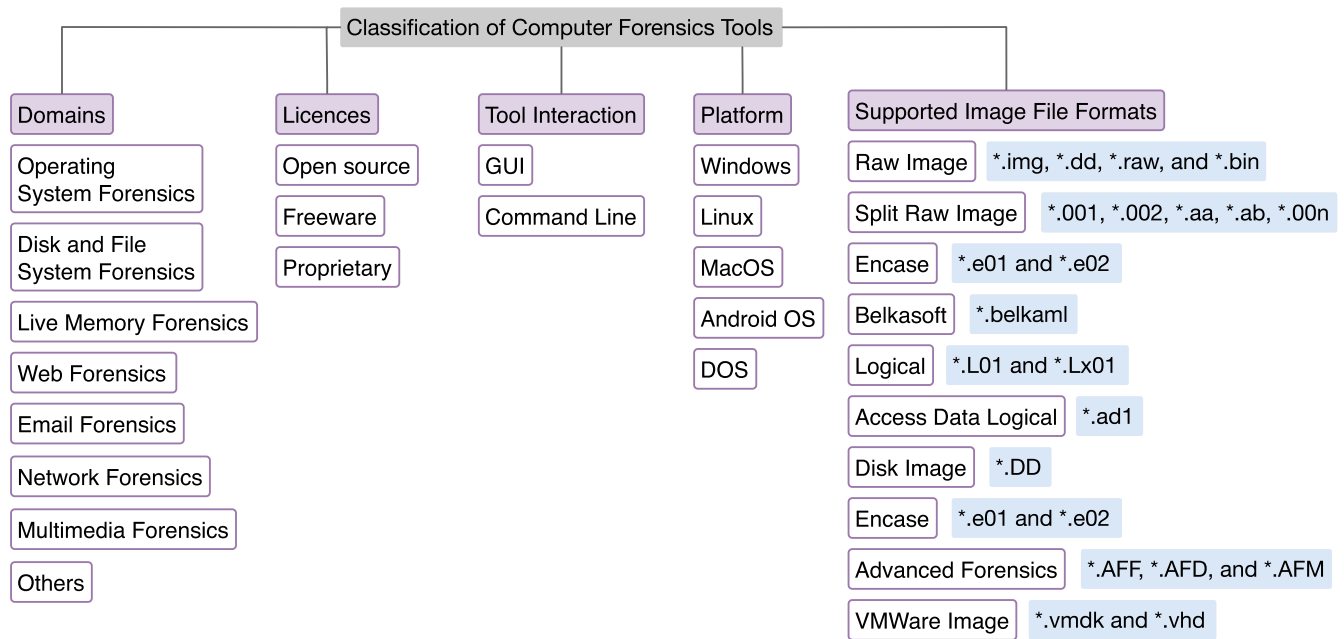 Classification of Computer Forensics Tools
Domains
Operating
System Forensics
Disk and File
System Forensics
Live Memory Forensics
Web Forensics
Email Forensics
Network Forensics
Multimedia Forensics
Others
Licences
Open source
Freeware
Proprietary
Tool Interaction
GUI
Command Line
Platform
Windows
Linux
MacOS
Android OS
DOS
Supported Image File Formats
Raw Image *.img, *.dd, *.raw, and *.bin
Split Raw Image *.001, *.002, *.aa, *.ab, *.00n
Encase *.e01 and *.e02
Belkasoft *.belkaml
Logical *.L01 and *.Lx01
Access Data Logical *.ad1
Disk Image *.DD
Encase *.e01 and *.e02
Advanced Forensics *.AFF, *.AFD, and *.AFM
VMWare Image *.vmdk and *.vhd